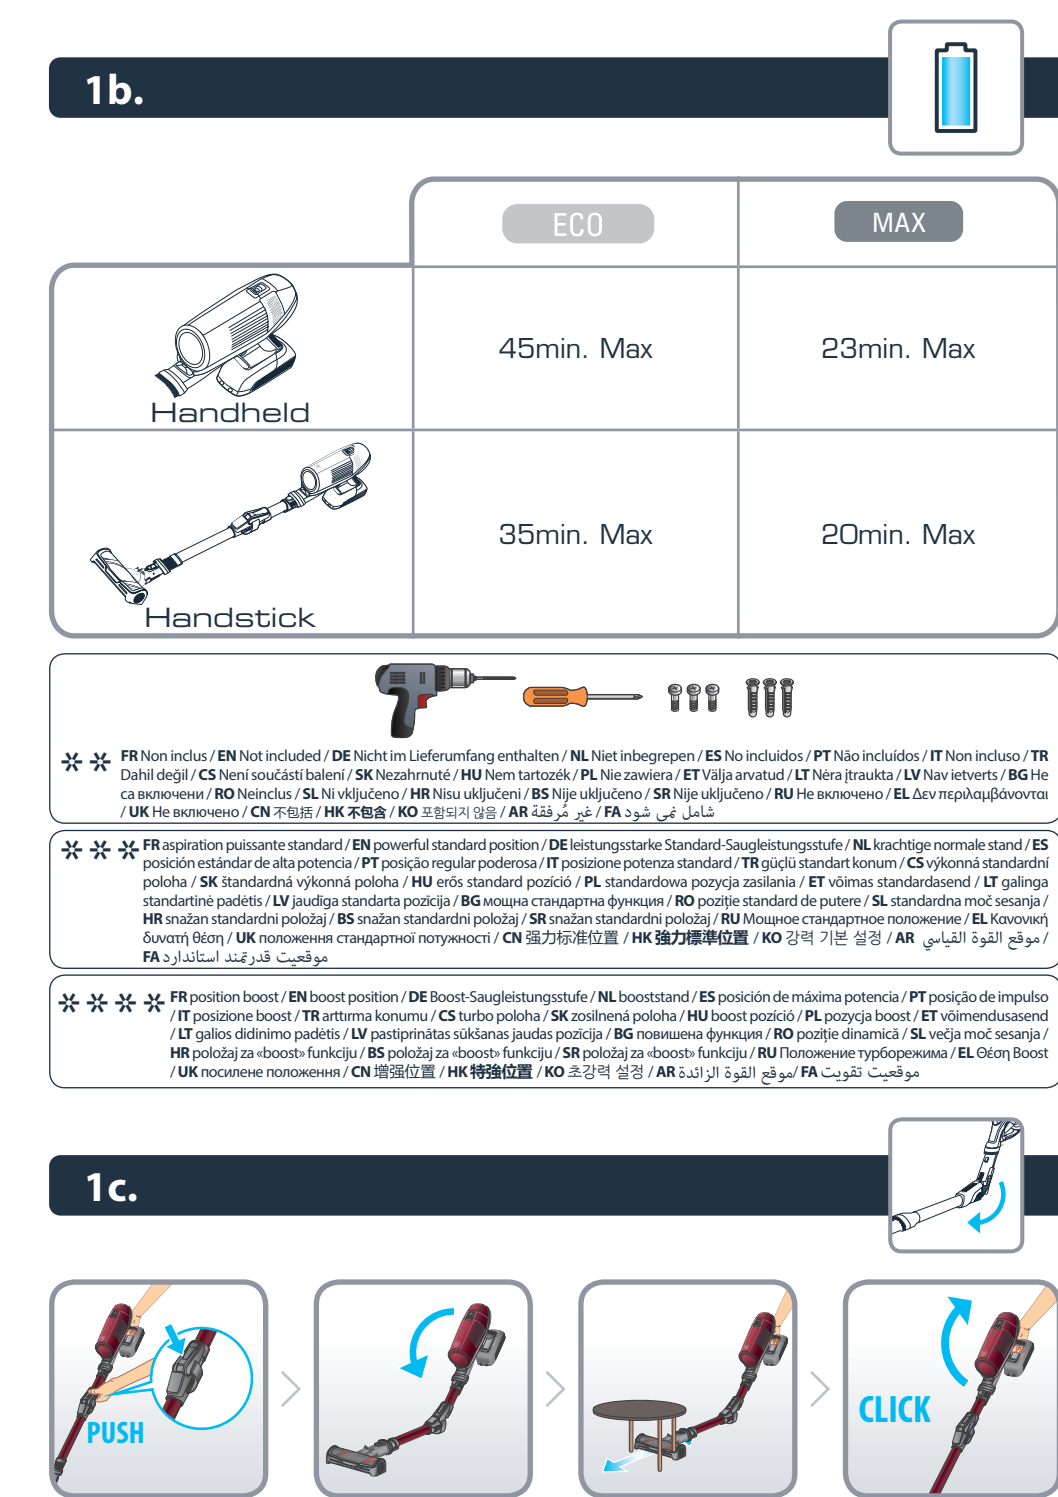 1b.
ECO
MAX
45min. Max
23min. Max
Handheld
35min. Max
20min. Max
Handstick
✲✲ FR Non inclus / EN Not included / DE Nicht im Lieferumfang enthalten / NL Niet inbegrepen / ES No incluidos / PT Não incluídos / IT Non incluso / TR
Dahil değil / CS Není součástí balení / SK Nezahrnuté / HU Nem tartozék / PL Nie zawiera / ET Välja arvatud / LT Nėra įtraukta / LV Nav ietverts / BG Не
са включени / RO Neinclus / SL Ni vključeno / HR Nisu uključeni / BS Nije uključeno / SR Nije uključeno / RU Не включено / EL Δεν περιλαμβάνονται
/ UK Не включено / CN 不包括 / HK 不包含 / KO 포함되지 않음 / AR غير مُرفقة / FA شامل نمی شود
✲✲✲ FR aspiration puissante standard / EN powerful standard position / DE leistungsstarke Standard-Saugleistungsstufe / NL krachtige normale stand / ES
posición estándar de alta potencia / PT posição regular poderosa / IT posizione potenza standard / TR güçlü standart konum / CS výkonná standardní
poloha / SK štandardná výkonná poloha / HU erős standard pozíció / PL standardowa pozycja zasilania / ET võimas standardasend / LT galinga
standartinė padėtis / LV jaudīga standarta pozīcija / BG мощна стандартна функция / RO poziție standard de putere / SL standardna moč sesanja /
HR snažan standardni položaj / BS snažan standardni položaj / SR snažan standardni položaj / RU Мощное стандартное положение / EL Κανονική
δυνατή θέση / UK положення стандартної потужності / CN 强力标准位置 / HK 強力標準位置 / KO 강력 기본 설정 / AR موقع القوة القياسي /
FA موقعیت قدرتمند استاندارد
✲✲✲✲ FR position boost / EN boost position / DE Boost-Saugleistungsstufe / NL booststand / ES posición de máxima potencia / PT posição de impulso
/ IT posizione boost / TR arttırma konumu / CS turbo poloha / SK zosilnená poloha / HU boost pozíció / PL pozycja boost / ET võimendusasend
/ LT galios didinimo padėtis / LV pastiprinātas sūkšanas jaudas pozīcija / BG повишена функция / RO poziție dinamică / SL večja moč sesanja /
HR položaj za «boost» funkciju / BS položaj za «boost» funkciju / SR položaj za «boost» funkciju / RU Положение турборежима / EL Θέση Boost
/ UK посилене положення / CN 增强位置 / HK 特強位置 / KO 초강력 설정 / AR موقع القوة الزائدة / FA موقعیت تقویت
1c.
PUSH
CLICK